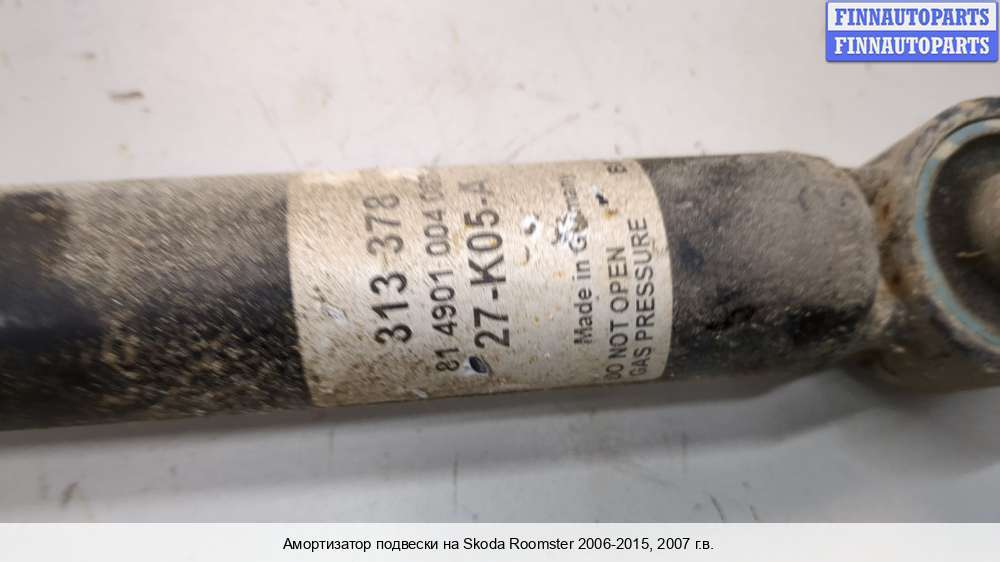 FINNAUTOPARTS
FINNAUTOPARTS
313 378
81 4901 004
27-K05-A
Made in Germany
DO NOT OPEN
GAS PRESSURE
Амортизатор подвески на Skoda Roomster 2006-2015, 2007 г.в.